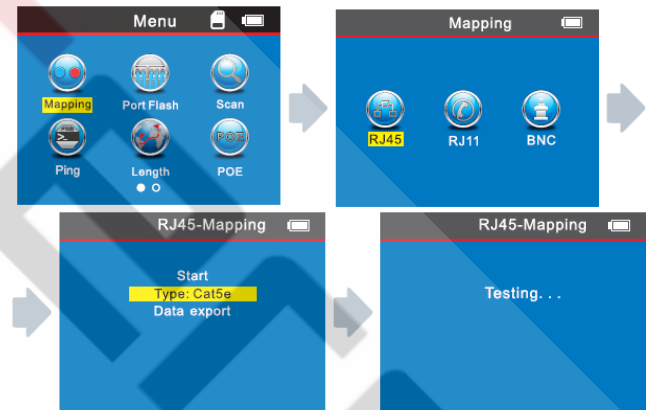 Menu
Mapping Port Flash Scan
Ping Length POE
POE
Mapping
RJ45 RJ11 BNC
RJ45-Mapping
Start
Type: Cat5e
Data export
RJ45-Mapping
Testing. . .